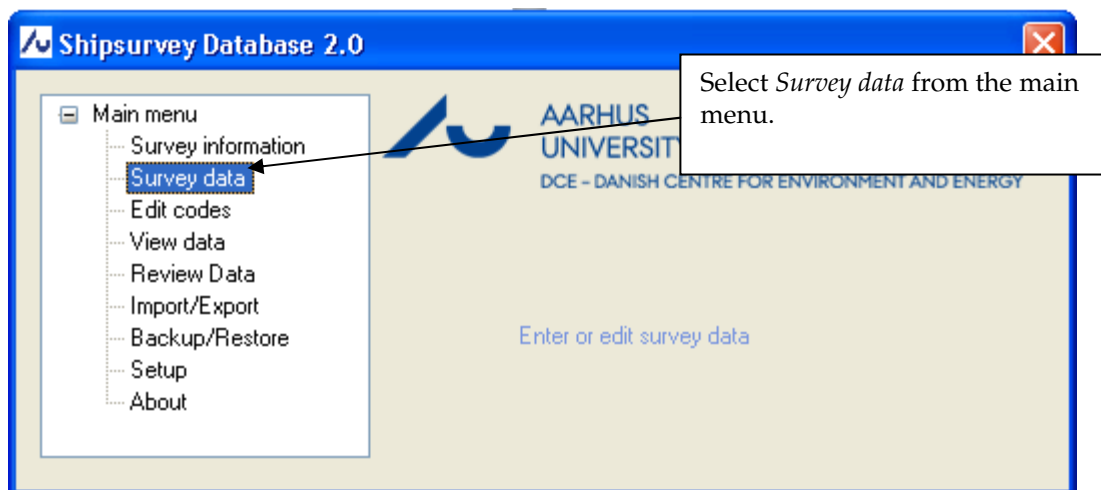 Shipsurvey Database 2.0
Select Survey data from the main
menu.
Main menu
Survey information
Survey data
Edit codes
View data
Review Data
Import/Export
Backup/Restore
Setup
About
AARHUS
UNIVERSIT
DCE – DANISH CENTRE FOR ENVIRONMENT AND ENERGY
Enter or edit survey data